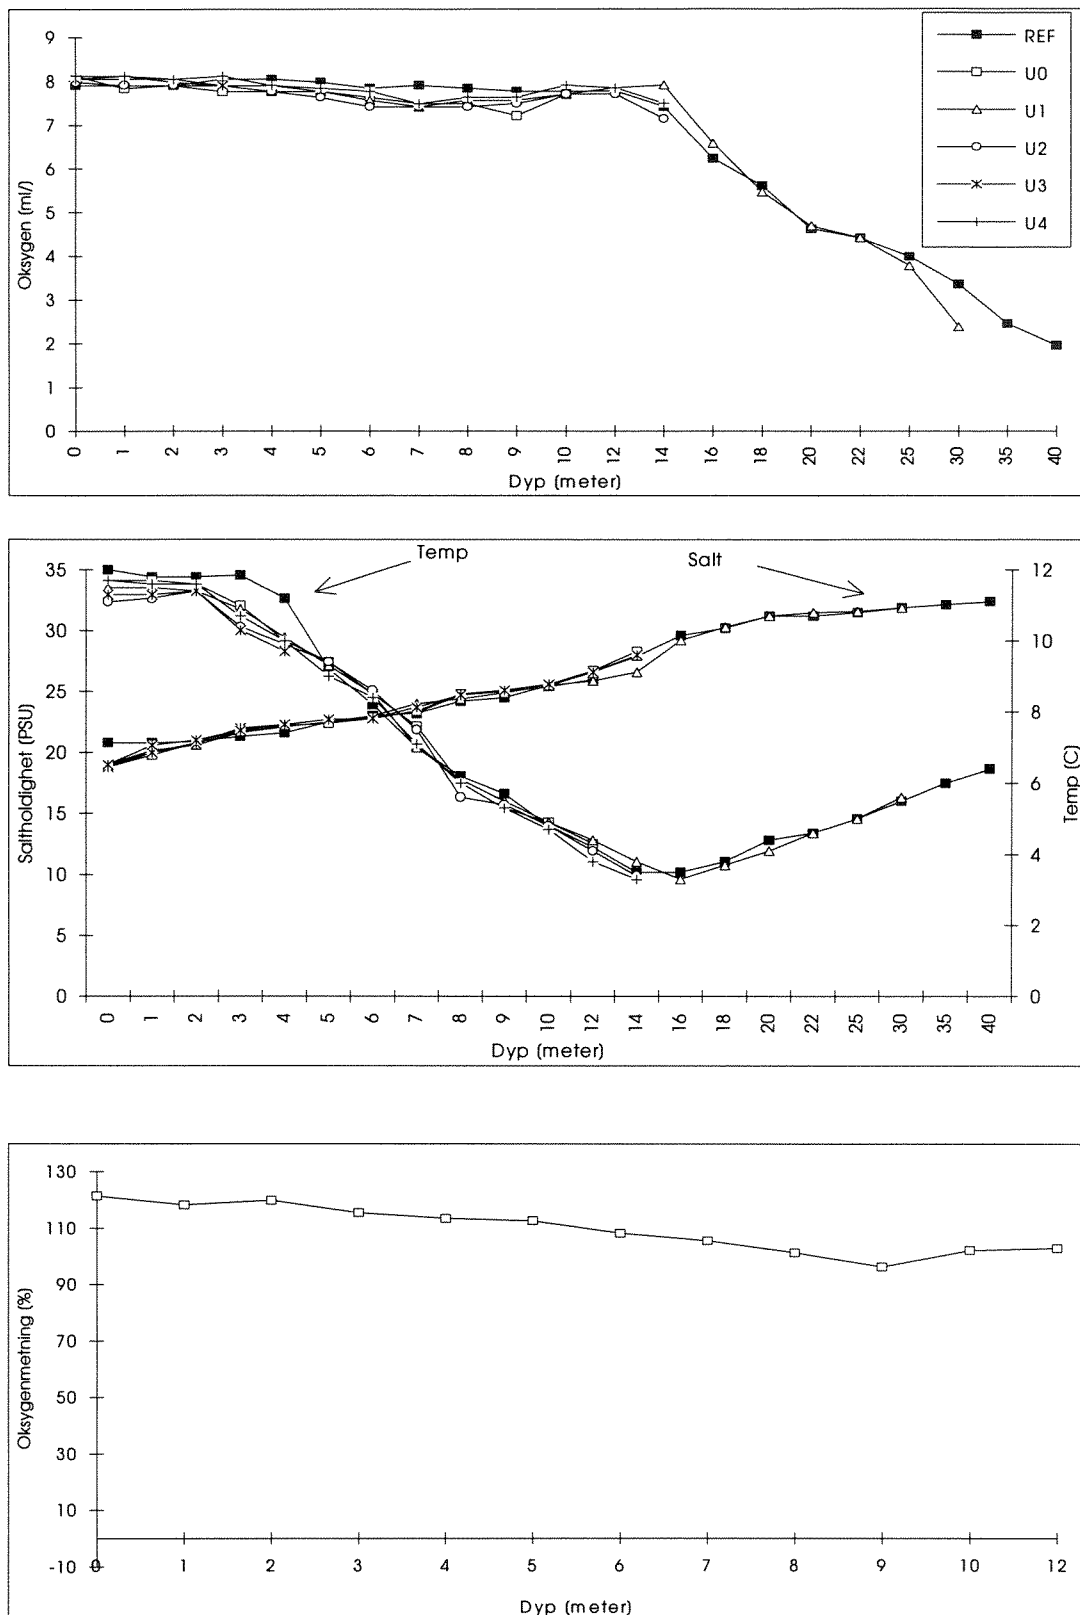 9
8
7
6
5
4
3
2
1
0
Oksygen (ml/)
0 1 2 3 4 5 6 7 8 9 10 12 14 16 18 20 22 25 30 35 40
Dyp (meter)
REF
U0
U1
U2
U3
U4
Temp
Salt
35
30
25
20
15
10
5
0
Saltholdighet (PSU)
12
10
8
6
4
2
0
Temp (C)
0 1 2 3 4 5 6 7 8 9 10 12 14 16 18 20 22 25 30 35 40
Dyp (meter)
130
110
90
70
50
30
10
-10
Oksygenmetning (%)
0 1 2 3 4 5 6 7 8 9 10 12
Dyp (meter)